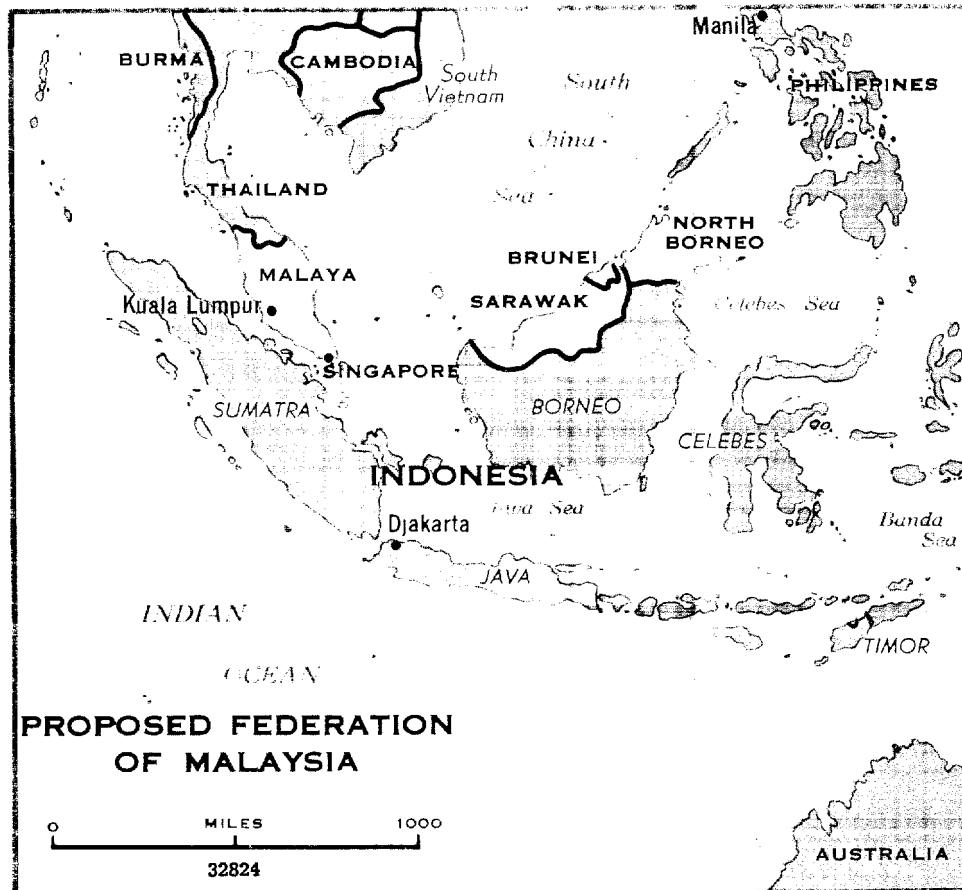 Manila
BURMA
CAMBODIA
South
Vietnam
South
China
Sea
PHILIPPINES
THAILAND
NORTH
BORNEO
BRUNEI
MALAYA
SARAWAK
Celebes Sea
Kuala Lumpur
SINGAPORE
SUMATRA
BORNEO
CELEBES
INDONESIA
Java Sea
Djakarta
Banda
Sea
JAVA
INDIAN
OCEAN
TIMOR
PROPOSED FEDERATION
OF MALAYSIA
0 MILES 1000
32824
AUSTRALIA